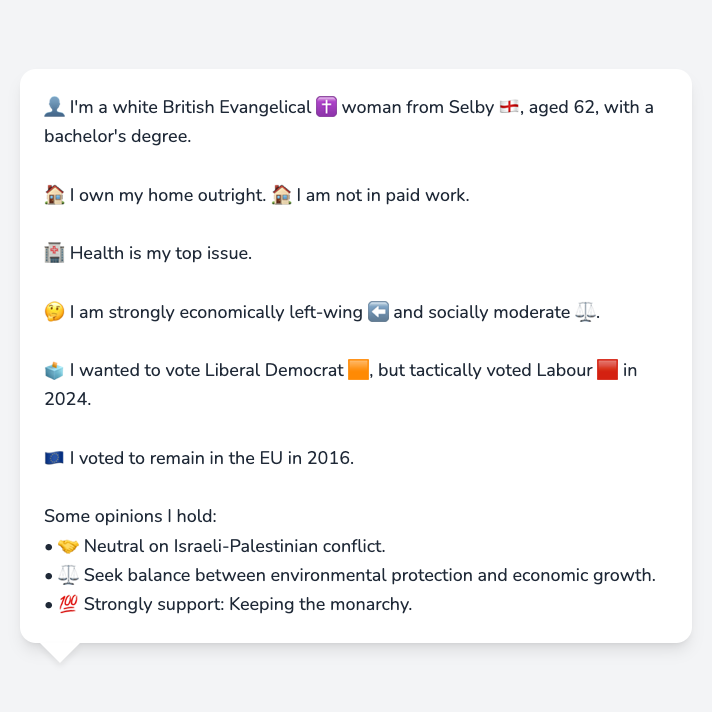 👤 I'm a white British Evangelical ✝️ woman from Selby 🏴󠁧󠁢󠁥󠁮󠁧󠁿, aged 62, with a
bachelor's degree.
🏠 I own my home outright. 🏠 I am not in paid work.
🏥 Health is my top issue.
🤔 I am strongly economically left-wing ⬅️ and socially moderate ⚖️.
🗳️ I wanted to vote Liberal Democrat 🟧, but tactically voted Labour 🟥 in
2024.
🇪🇺 I voted to remain in the EU in 2016.
Some opinions I hold:
• 🤝 Neutral on Israeli-Palestinian conflict.
• ⚖️ Seek balance between environmental protection and economic growth.
• 💯 Strongly support: Keeping the monarchy.